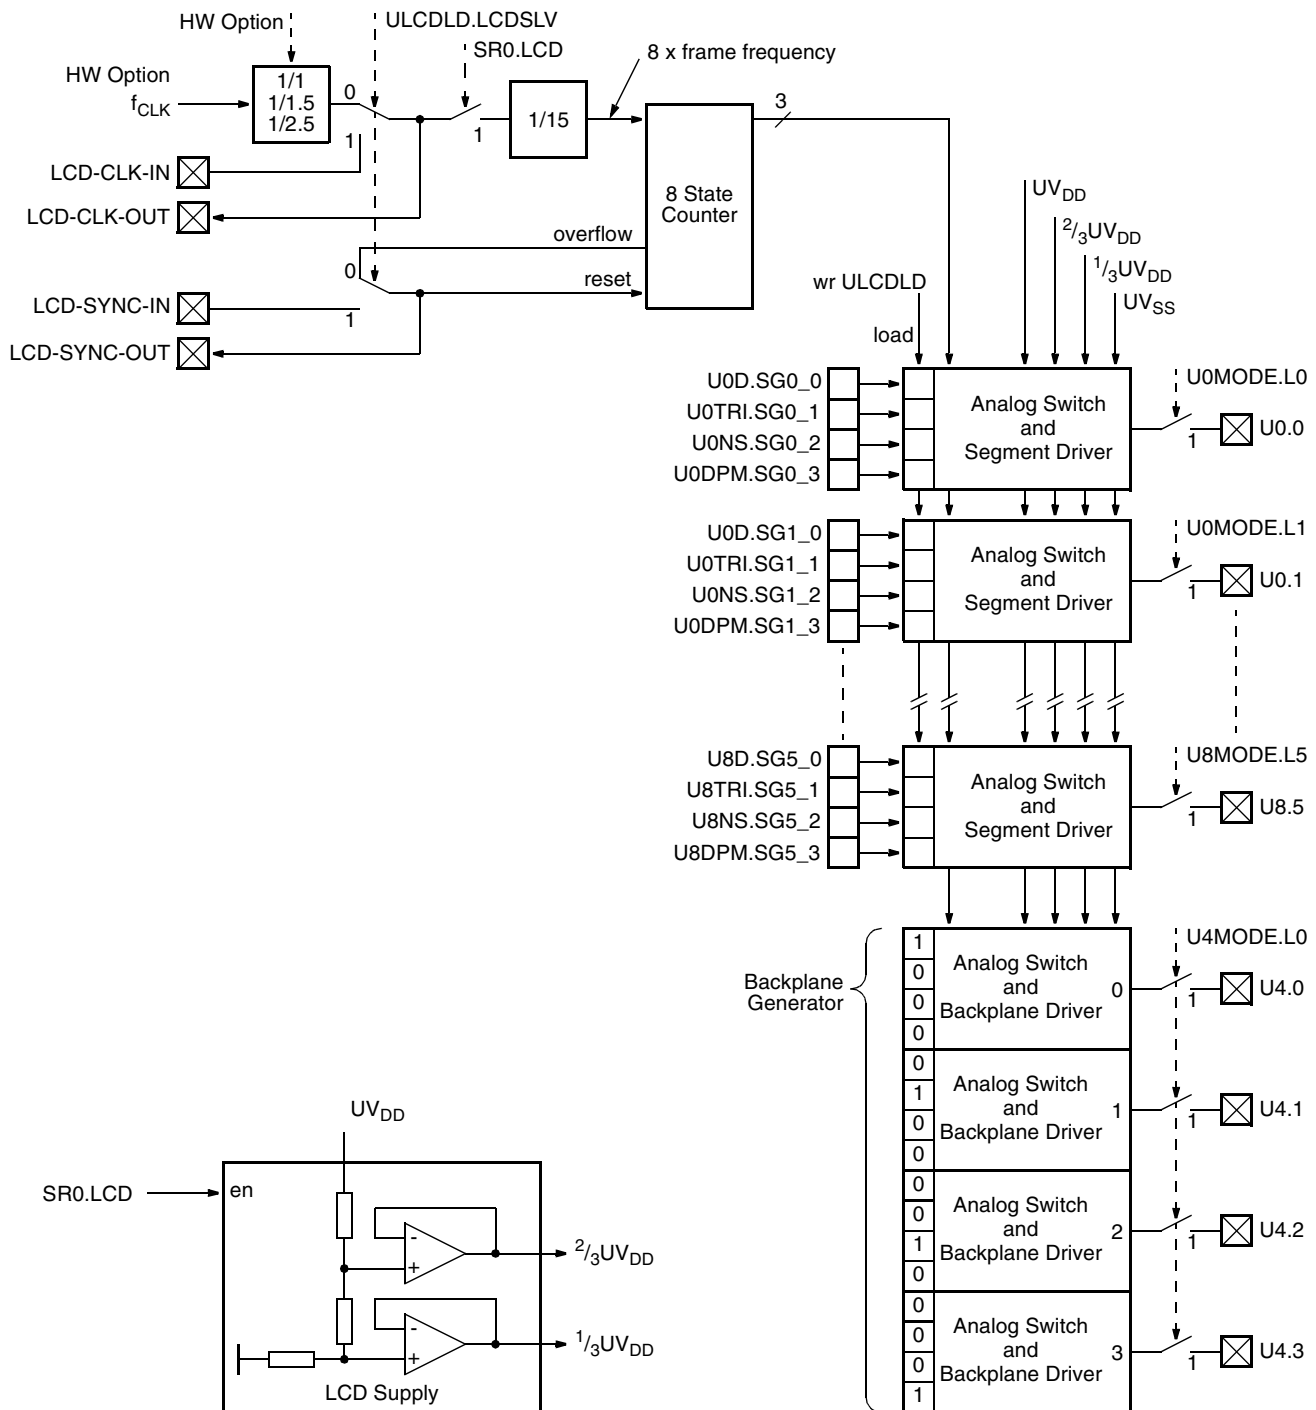 HW Option
ULCDLD.LCDSLV
SR0.LCD
8 x frame frequency
HW Option
fCLK
1/1
1/1.5
1/2.5
0
1
1
1/15
3
LCD-CLK-IN
LCD-CLK-OUT
8 State
Counter
overflow
0
reset
LCD-SYNC-IN
1
LCD-SYNC-OUT
UVDD
2/3UVDD
1/3UVDD
UVSS
wr ULCDLD
load
U0D.SG0_0
U0TRI.SG0_1
U0NS.SG0_2
U0DPM.SG0_3
Analog Switch
and
Segment Driver
U0MODE.L0
1
U0.0
U0D.SG1_0
U0TRI.SG1_1
U0NS.SG1_2
U0DPM.SG1_3
Analog Switch
and
Segment Driver
U0MODE.L1
1
U0.1
U8D.SG5_0
U8TRI.SG5_1
U8NS.SG5_2
U8DPM.SG5_3
Analog Switch
and
Segment Driver
U8MODE.L5
1
U8.5
Backplane
Generator
1
0
0
0
Analog Switch
and
Backplane Driver
0
U4MODE.L0
1
U4.0
0
1
0
0
Analog Switch
and
Backplane Driver
1
1
U4.1
0
0
1
0
Analog Switch
and
Backplane Driver
2
1
U4.2
0
0
0
1
Analog Switch
and
Backplane Driver
3
1
U4.3
UVDD
SR0.LCD
en
-
+
2/3UVDD
-
+
1/3UVDD
LCD Supply